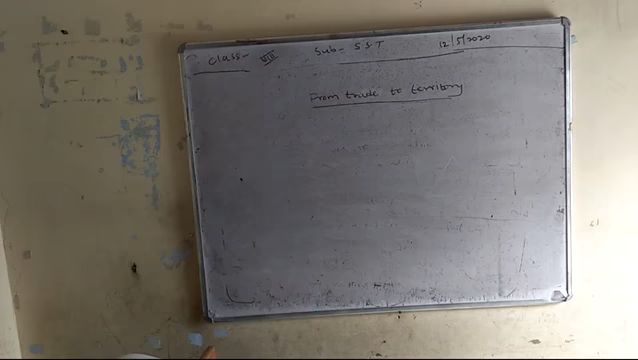 Class- VIII Sub- S.S.T 12/5/2020
From trade to territory